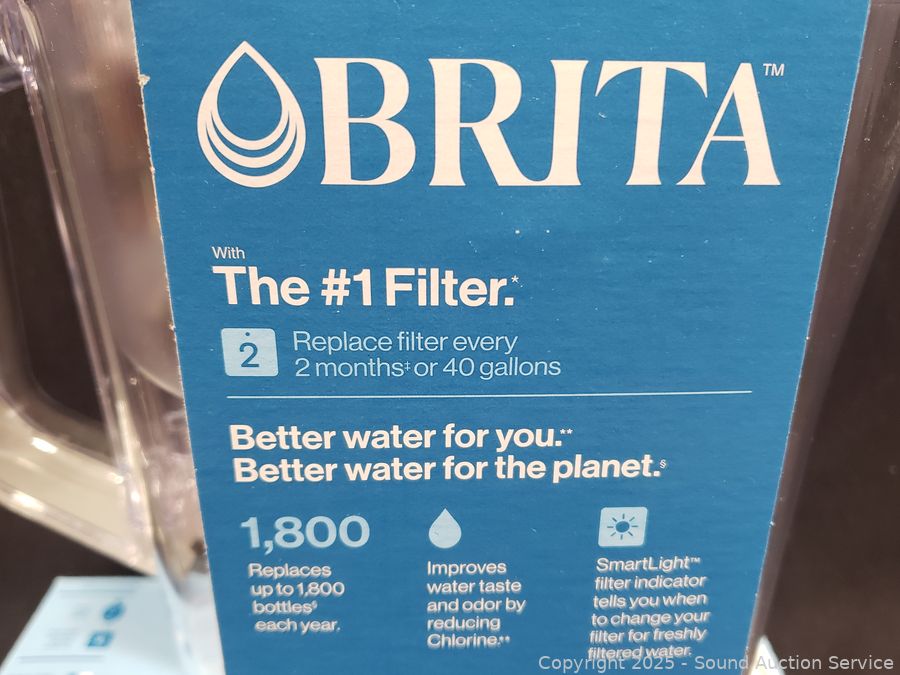 BRITA™
With
The #1 Filter.*
2
Replace filter every
2 months‡ or 40 gallons
Better water for you.**
Better water for the planet.§
1,800
Replaces
up to 1,800
bottles§
each year.
Improves
water taste
and odor by
reducing
Chlorine.**
SmartLight™
filter indicator
tells you when
to change your
filter for freshly
filtered water.
Copyright 2025 - Sound Auction Service